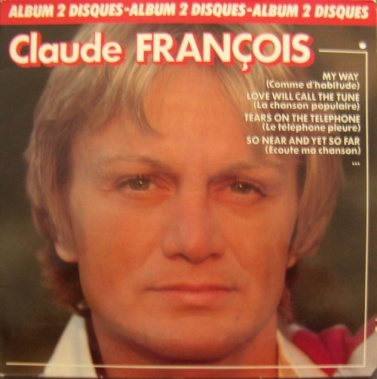 ALBUM 2 DISQUES-ALBUM 2 DISQUES-ALBUM 2 DISQUES
Claude FRANÇOIS
MY WAY
(Comme d'habitude)
LOVE WILL CALL THE TUNE
(La chanson populaire)
TEARS ON THE TELEPHONE
(Le téléphone pleure)
SO NEAR AND YET SO FAR
(Ecoute ma chanson)
...